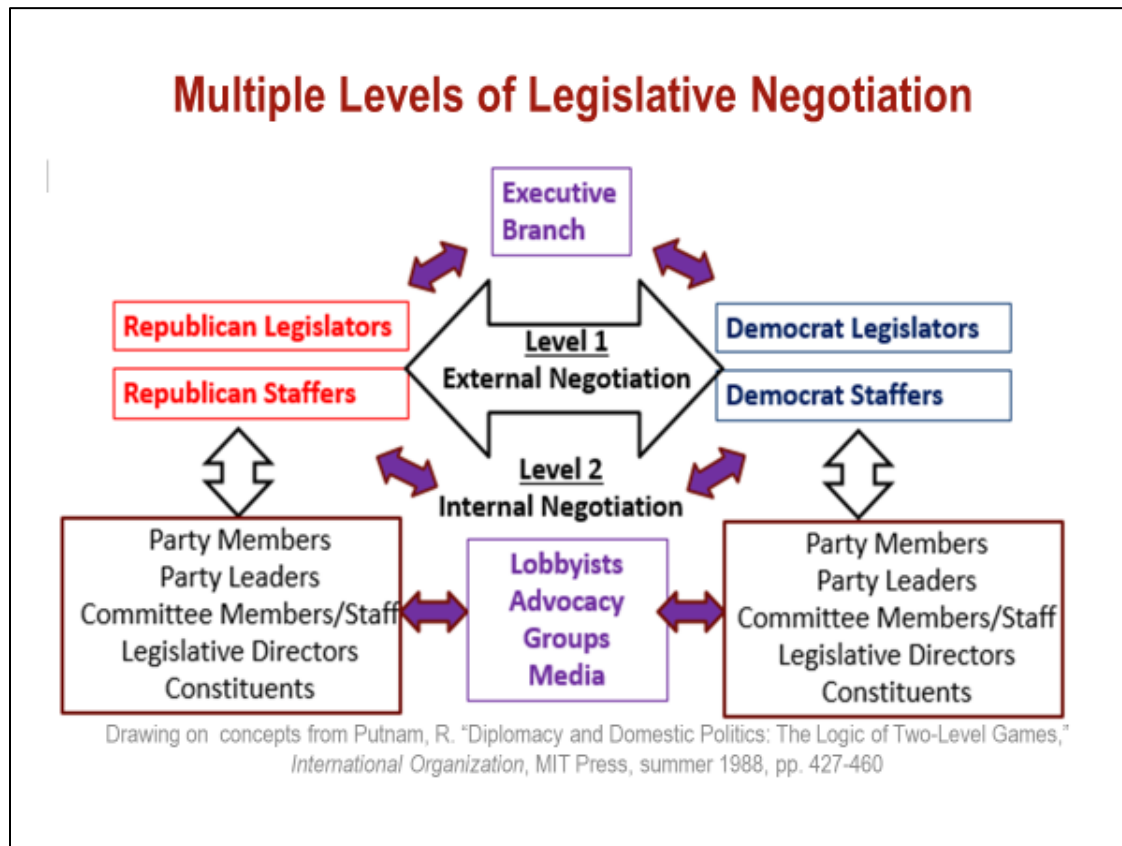 Multiple Levels of Legislative Negotiation
Executive
Branch
Republican Legislators
Republican Staffers
Level 1
External Negotiation
Democrat Legislators
Democrat Staffers
Level 2
Internal Negotiation
Party Members
Party Leaders
Committee Members/Staff
Legislative Directors
Constituents
Lobbyists
Advocacy
Groups
Media
Party Members
Party Leaders
Committee Members/Staff
Legislative Directors
Constituents
Drawing on concepts from Putnam, R. “Diplomacy and Domestic Politics: The Logic of Two-Level Games,”
International Organization, MIT Press, summer 1988, pp. 427-460